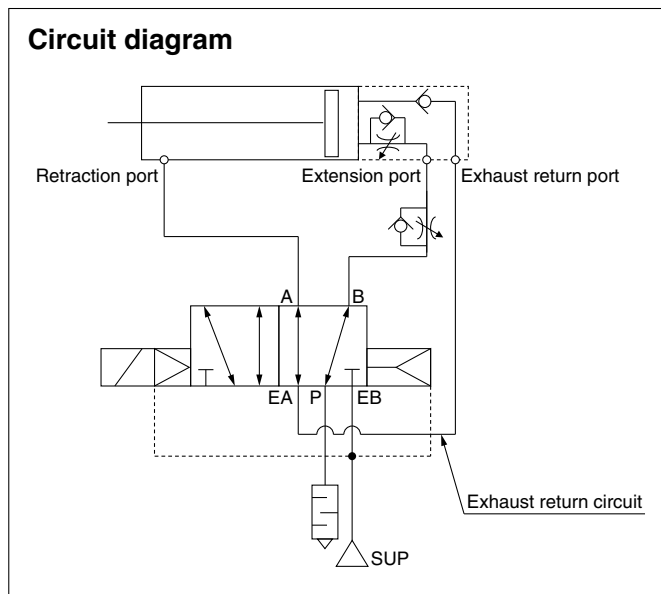 Circuit diagram
Retraction port
Extension port
Exhaust return port
A
B
EA
P
EB
Exhaust return circuit
SUP